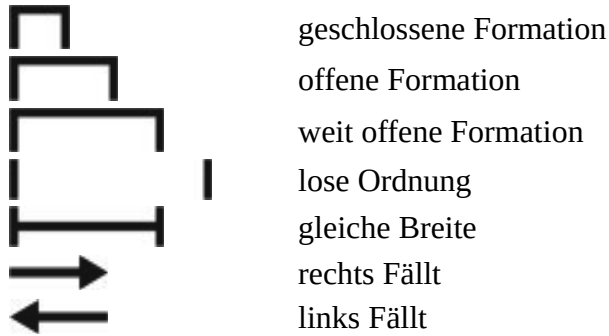 geschlossene Formation
offene Formation
weit offene Formation
lose Ordnung
gleiche Breite
rechts Fällt
links Fällt